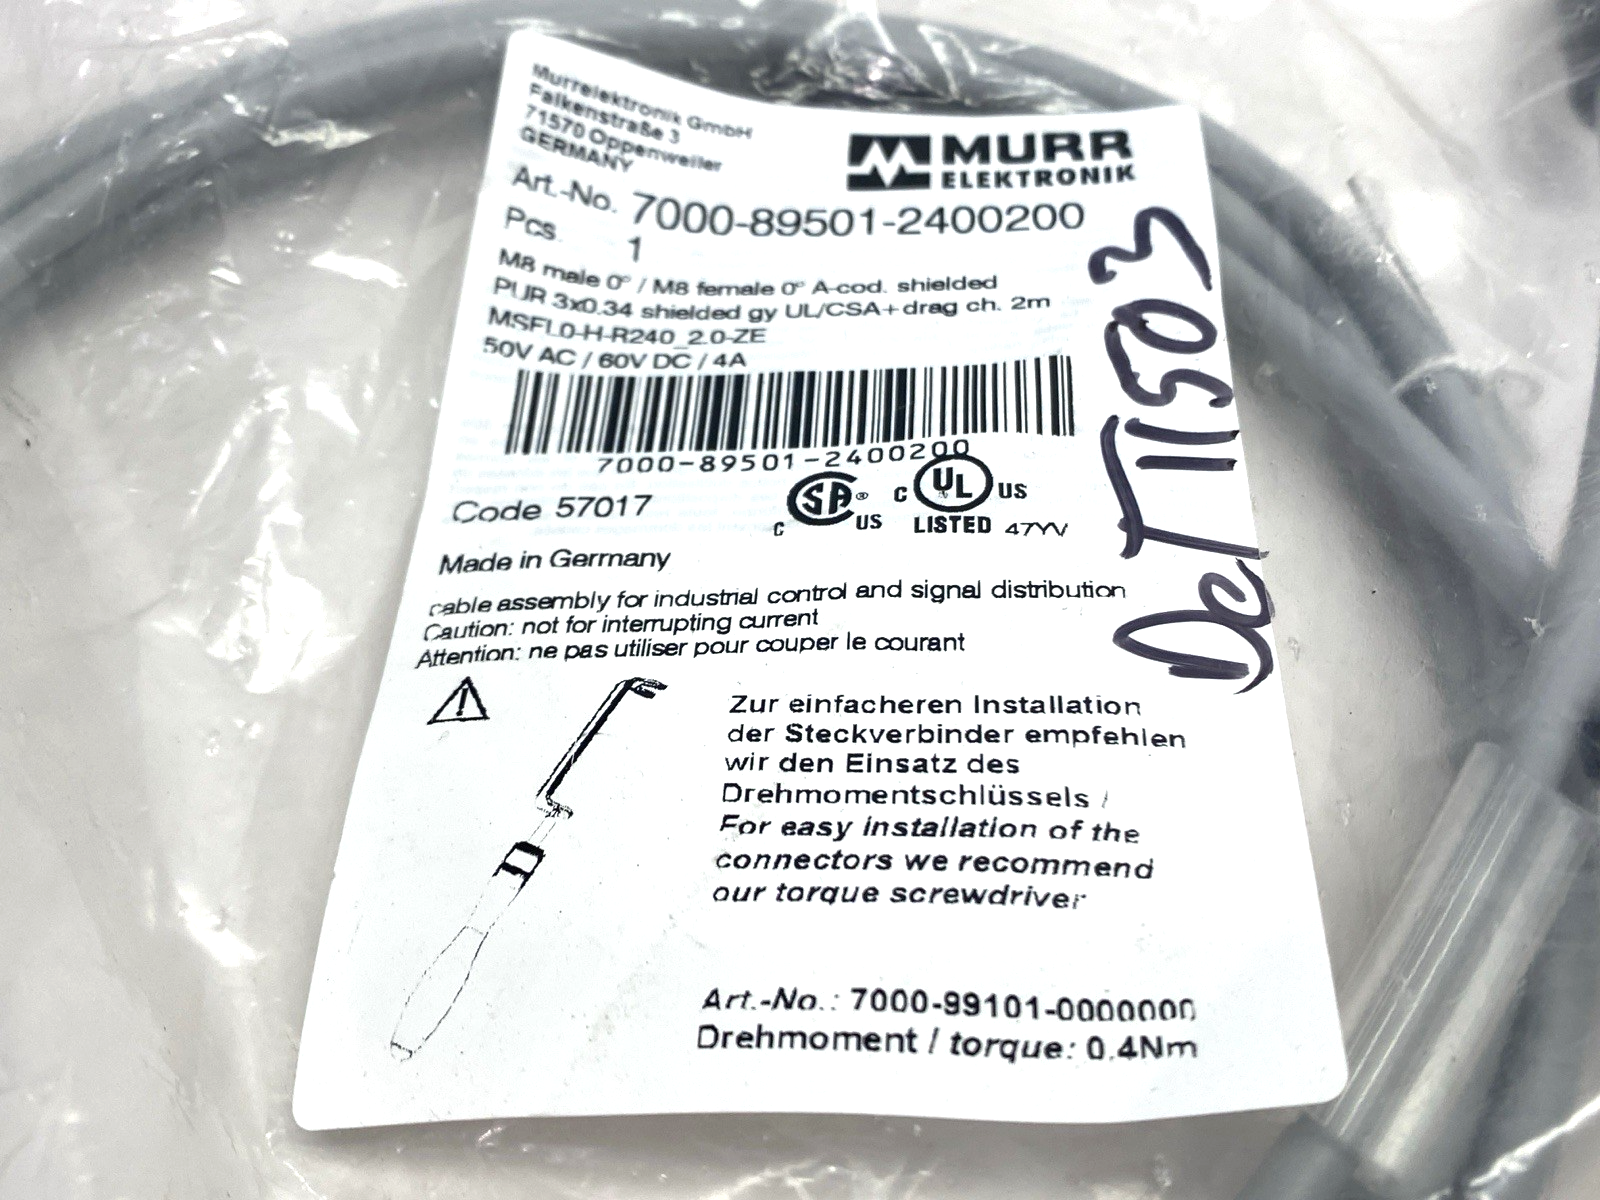 Murrelektronik GmbH
Falkenstraße 3
71570 Oppenweiler
GERMANY
MURR
ELEKTRONIK
Art.-No. 7000-89501-2400200
Pcs. 1
M8 male 0° / M8 female 0° A-cod. shielded
PUR 3x0.34 shielded gy UL/CSA+drag ch. 2m
MSFL0-H-R240_2.0-ZE
50V AC / 60V DC / 4A
7000-89501-2400200
Code 57017
C SA ® US
C UL US
LISTED 47YV
Made in Germany
cable assembly for industrial control and signal distribution
Caution: not for interrupting current
Attention: ne pas utiliser pour couper le courant
Zur einfacheren Installation
der Steckverbinder empfehlen
wir den Einsatz des
Drehmomentschlüssels /
For easy installation of the
connectors we recommend
our torque screwdriver
Art.-No.: 7000-99101-0000000
Drehmoment / torque: 0.4Nm
DeT11503